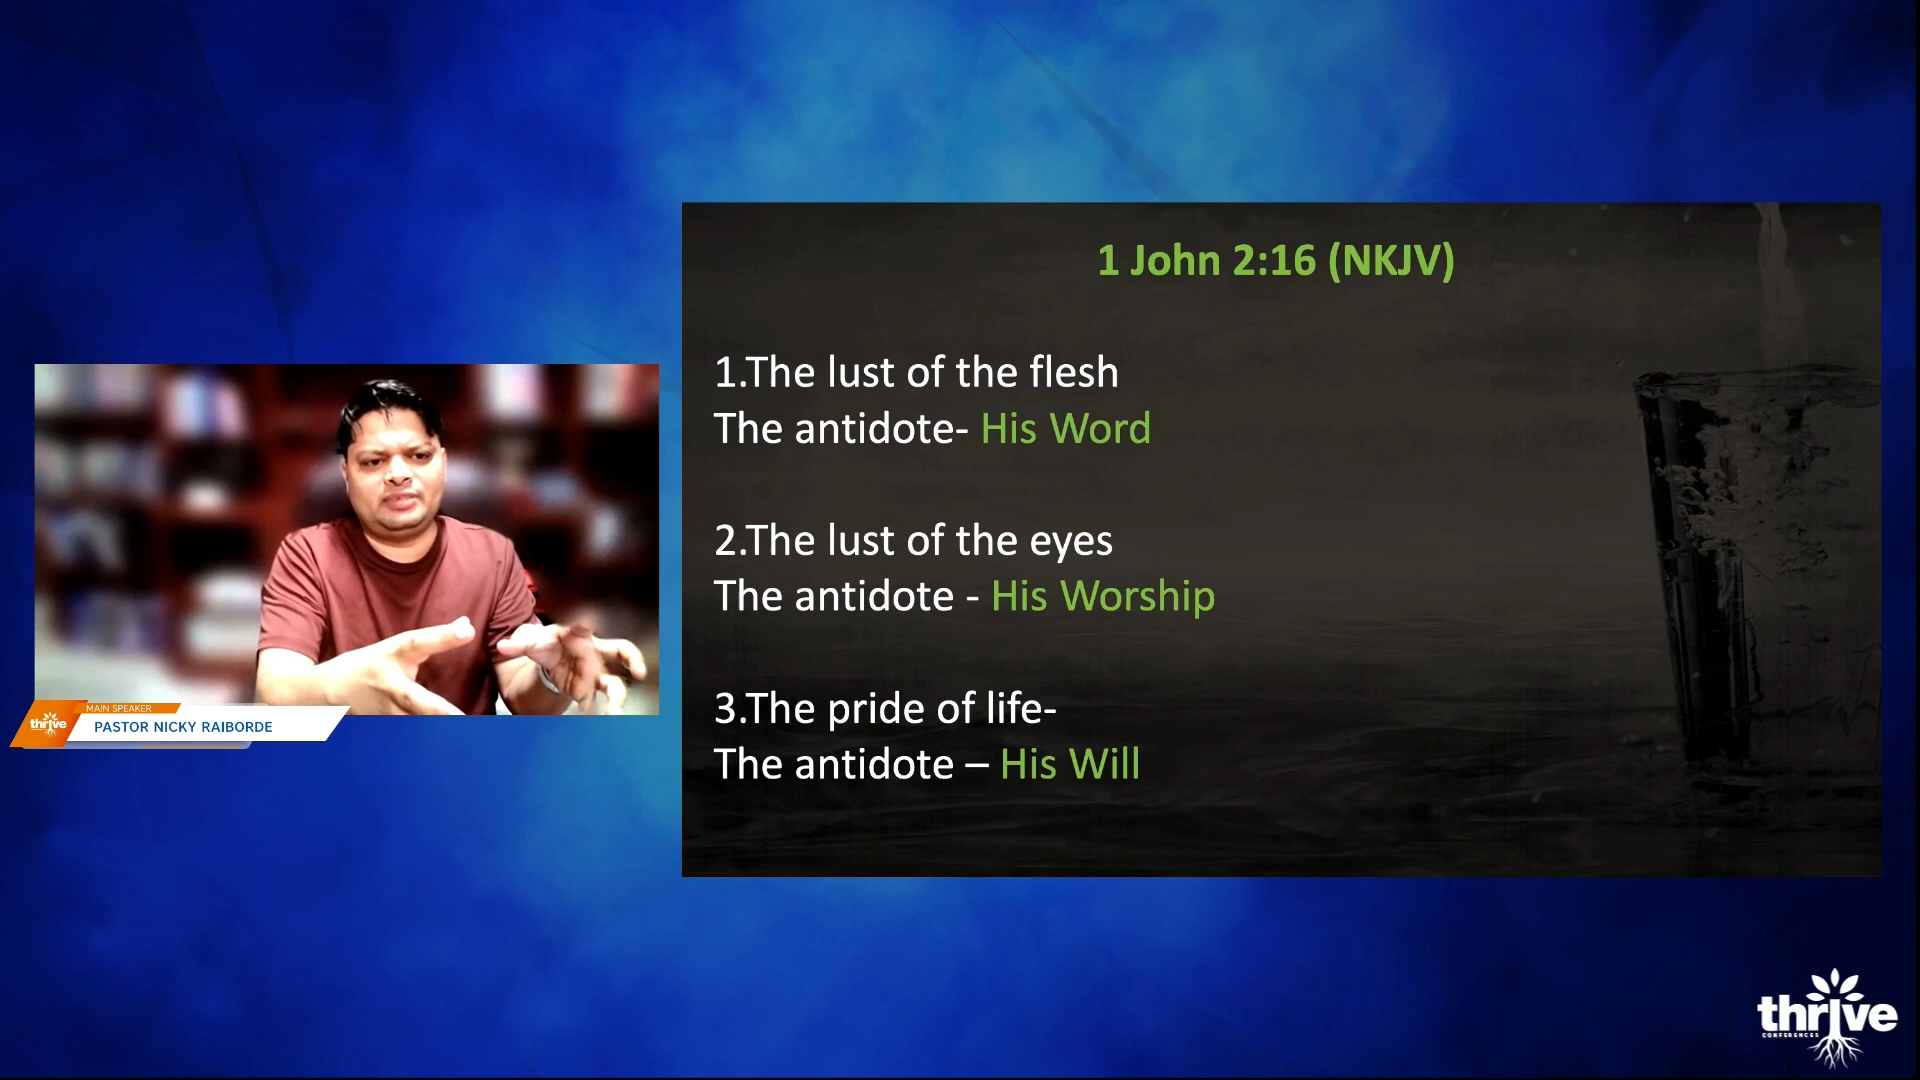 1 John 2:16 (NKJV)
1.The lust of the flesh
The antidote- His Word
2.The lust of the eyes
The antidote - His Worship
3.The pride of life-
The antidote – His Will
MAIN SPEAKER
thrive
PASTOR NICKY RAIBORDE
thrive
CONFERENCES